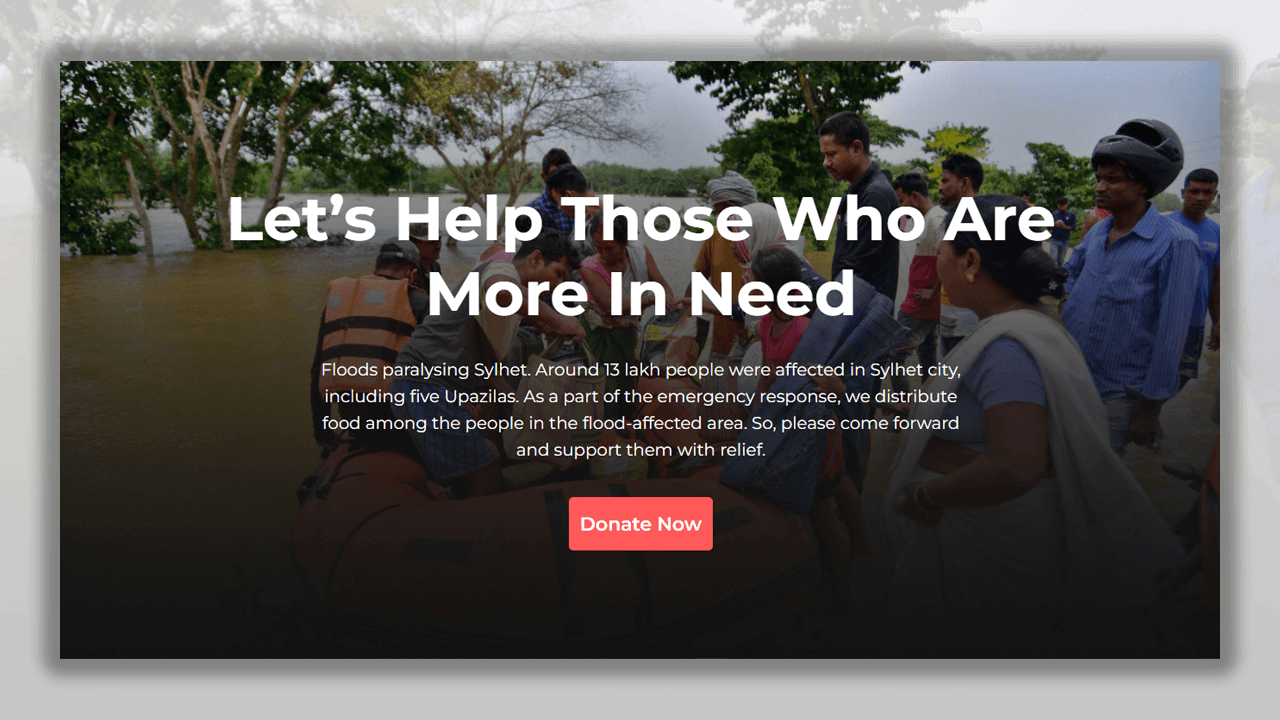 Let’s Help Those Who Are
More In Need
Floods paralysing Sylhet. Around 13 lakh people were affected in Sylhet city,
including five Upazilas. As a part of the emergency response, we distribute
food among the people in the flood-affected area. So, please come forward
and support them with relief.
Donate Now